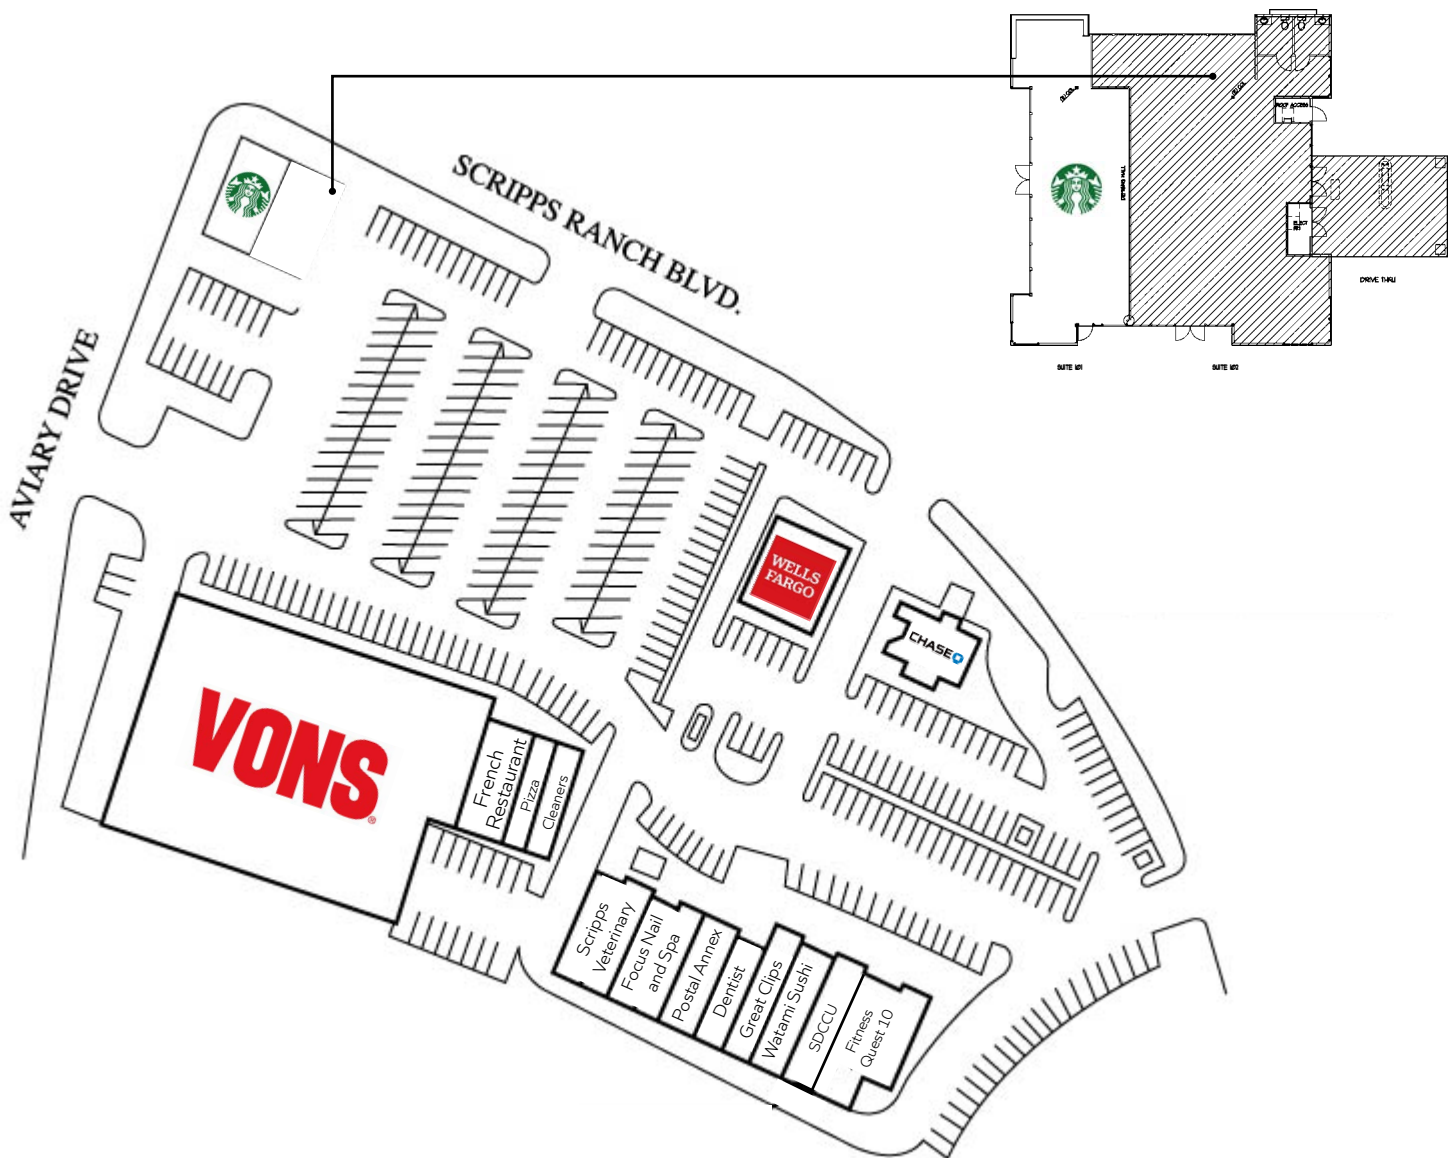 SCRIPPS RANCH BLVD.
AVIARY DRIVE
ROOF ACCESS
DRIVE THRU
SUITE 101
SUITE 102
WELLS
FARGO
CHASE
VONS
French
Restaurant
Pizza
Cleaners
Scripps
Veterinary
Focus Nail
and Spa
Postal Annex
Dentist
Great Clips
Watami Sushi
SDCCU
Fitness
Quest 10